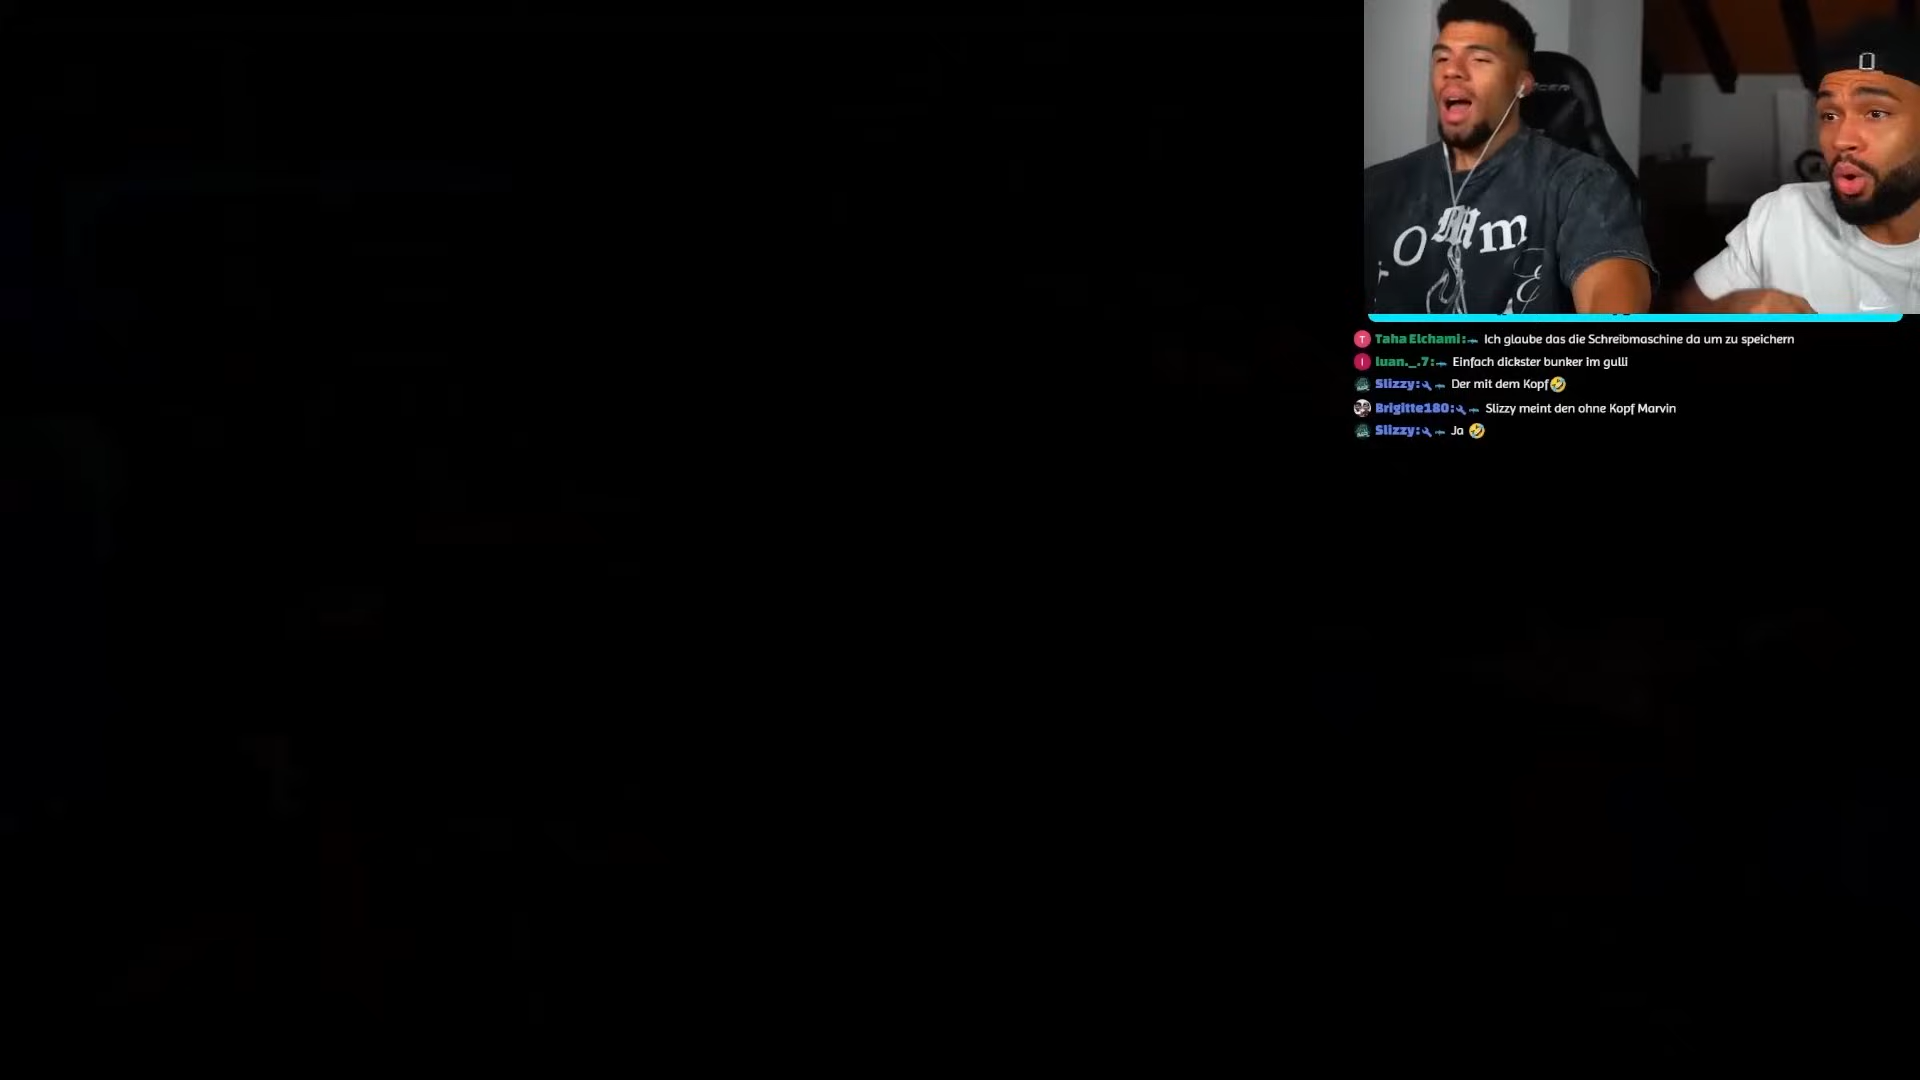 Taha Elchami: Ich glaube das die Schreibmaschine da um zu speichern
luan._.7: Einfach dickster bunker im gulli
Slizzy: Der mit dem Kopf🤣
Brigitte180: Slizzy meint den ohne Kopf Marvin
Slizzy: Ja 🤣